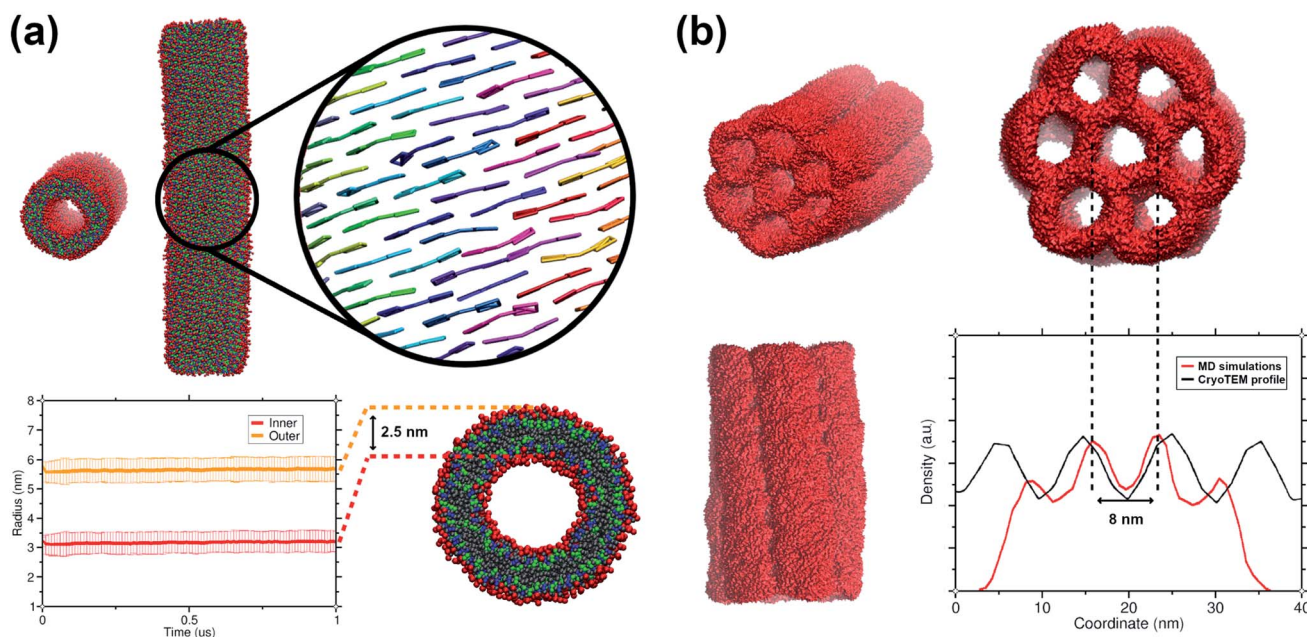 (a)
(b)
8
7
6
5
4
3
2
1
Radius (nm)
Inner
Outer
0
0.5
1
Time (us)
2.5 nm
MD simulations
CryoTEM profile
Density (a.u)
8 nm
0
10
20
30
40
Coordinate (nm)